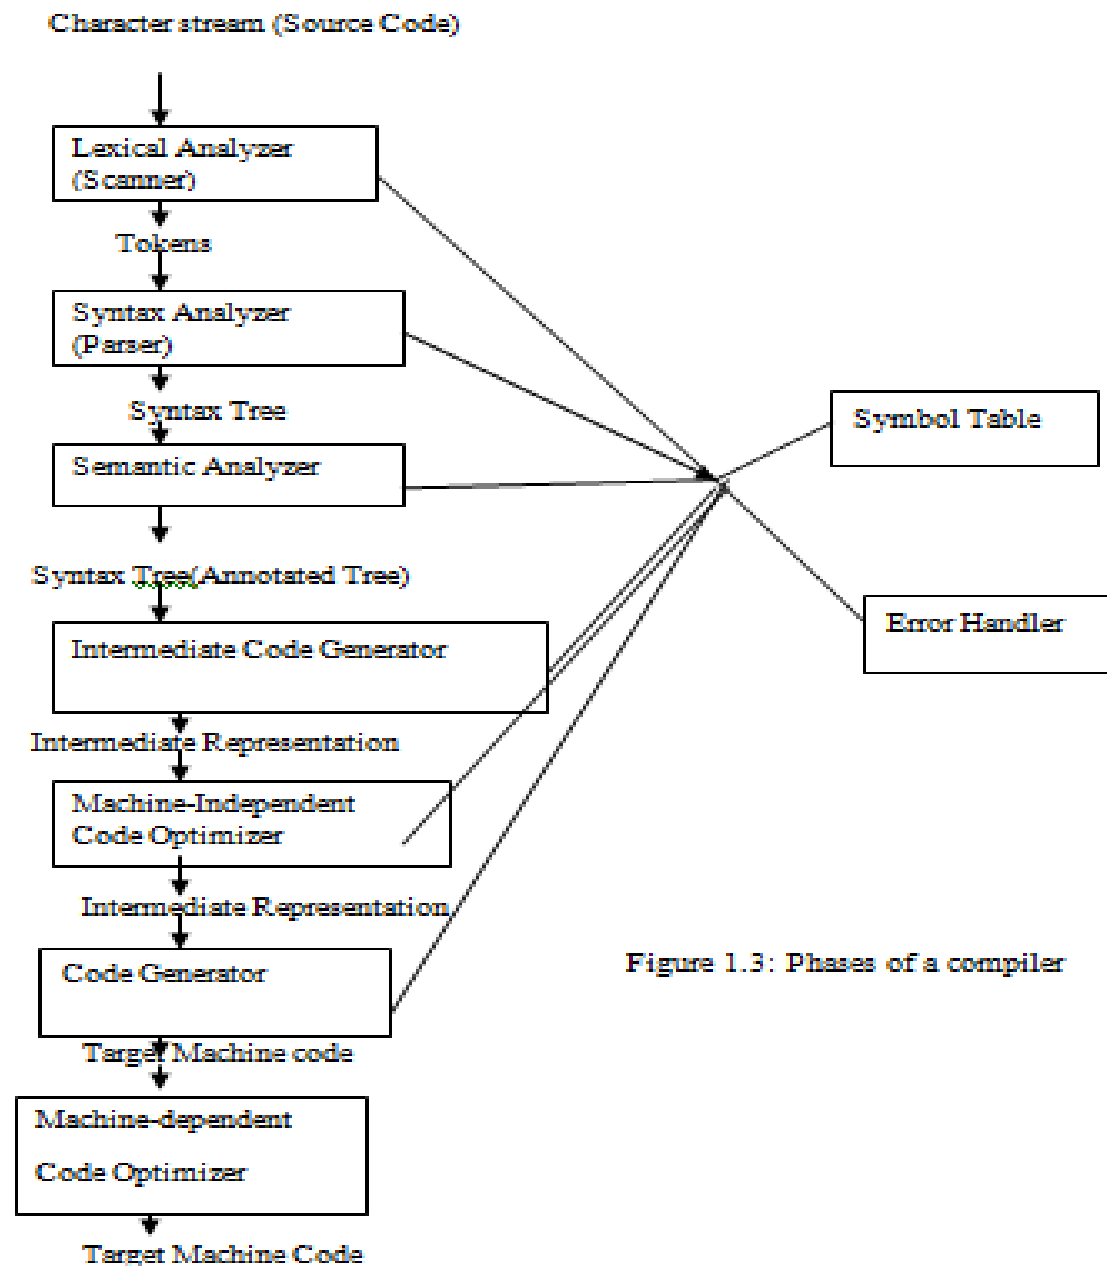 Character stream (Source Code)
Lexical Analyzer
(Scanner)
Tokens
Syntax Analyzer
(Parser)
Syntax Tree
Semantic Analyzer
Symbol Table
Syntax Tree(Annotated Tree)
Error Handler
Intermediate Code Generator
Intermediate Representation
Machine-Independent
Code Optimizer
Intermediate Representation
Code Generator
Figure 1.3: Phases of a compiler
Target Machine code
Machine-dependent
Code Optimizer
Target Machine Code